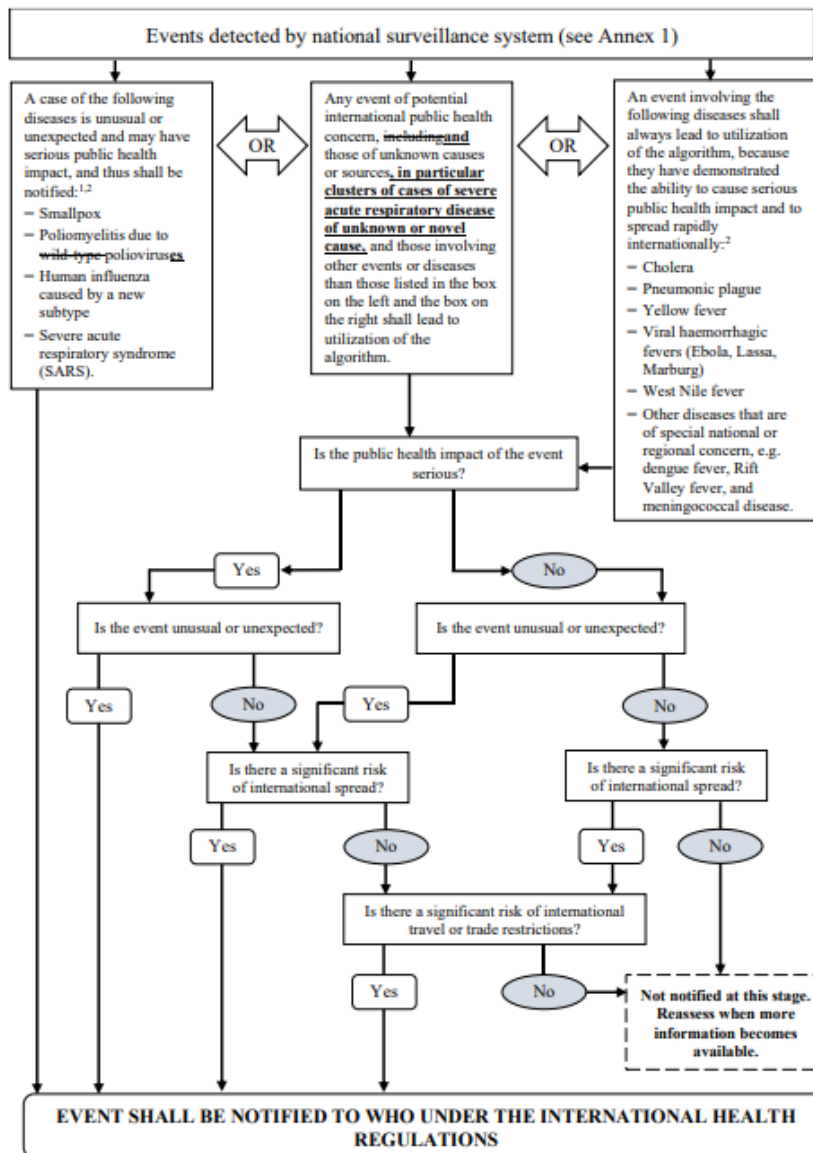 Events detected by national surveillance system (see Annex 1)
A case of the following
diseases is unusual or
unexpected and may have
serious public health
impact, and thus shall be
notified:1,2
– Smallpox
– Poliomyelitis due to
wild-type polioviruses
– Human influenza
caused by a new
subtype
– Severe acute
respiratory syndrome
(SARS).
OR
Any event of potential
international public health
concern, includingand
those of unknown causes
or sources, in particular
clusters of cases of severe
acute respiratory disease
of unknown or novel
cause, and those involving
other events or diseases
than those listed in the box
on the left and the box on
the right shall lead to
utilization of the
algorithm.
OR
An event involving the
following diseases shall
always lead to utilization
of the algorithm, because
they have demonstrated
the ability to cause serious
public health impact and to
spread rapidly
internationally:2
– Cholera
– Pneumonic plague
– Yellow fever
– Viral haemorrhagic
fevers (Ebola, Lassa,
Marburg)
– West Nile fever
– Other diseases that are
of special national or
regional concern, e.g.
dengue fever, Rift
Valley fever, and
meningococcal disease.
Is the public health impact of the event
serious?
Yes
No
Is the event unusual or unexpected?
Is the event unusual or unexpected?
Yes
No
Yes
No
Is there a significant risk
of international spread?
Is there a significant risk
of international spread?
Yes
No
Yes
No
Is there a significant risk of international
travel or trade restrictions?
Yes
No
Not notified at this stage.
Reassess when more
information becomes
available.
EVENT SHALL BE NOTIFIED TO WHO UNDER THE INTERNATIONAL HEALTH
REGULATIONS